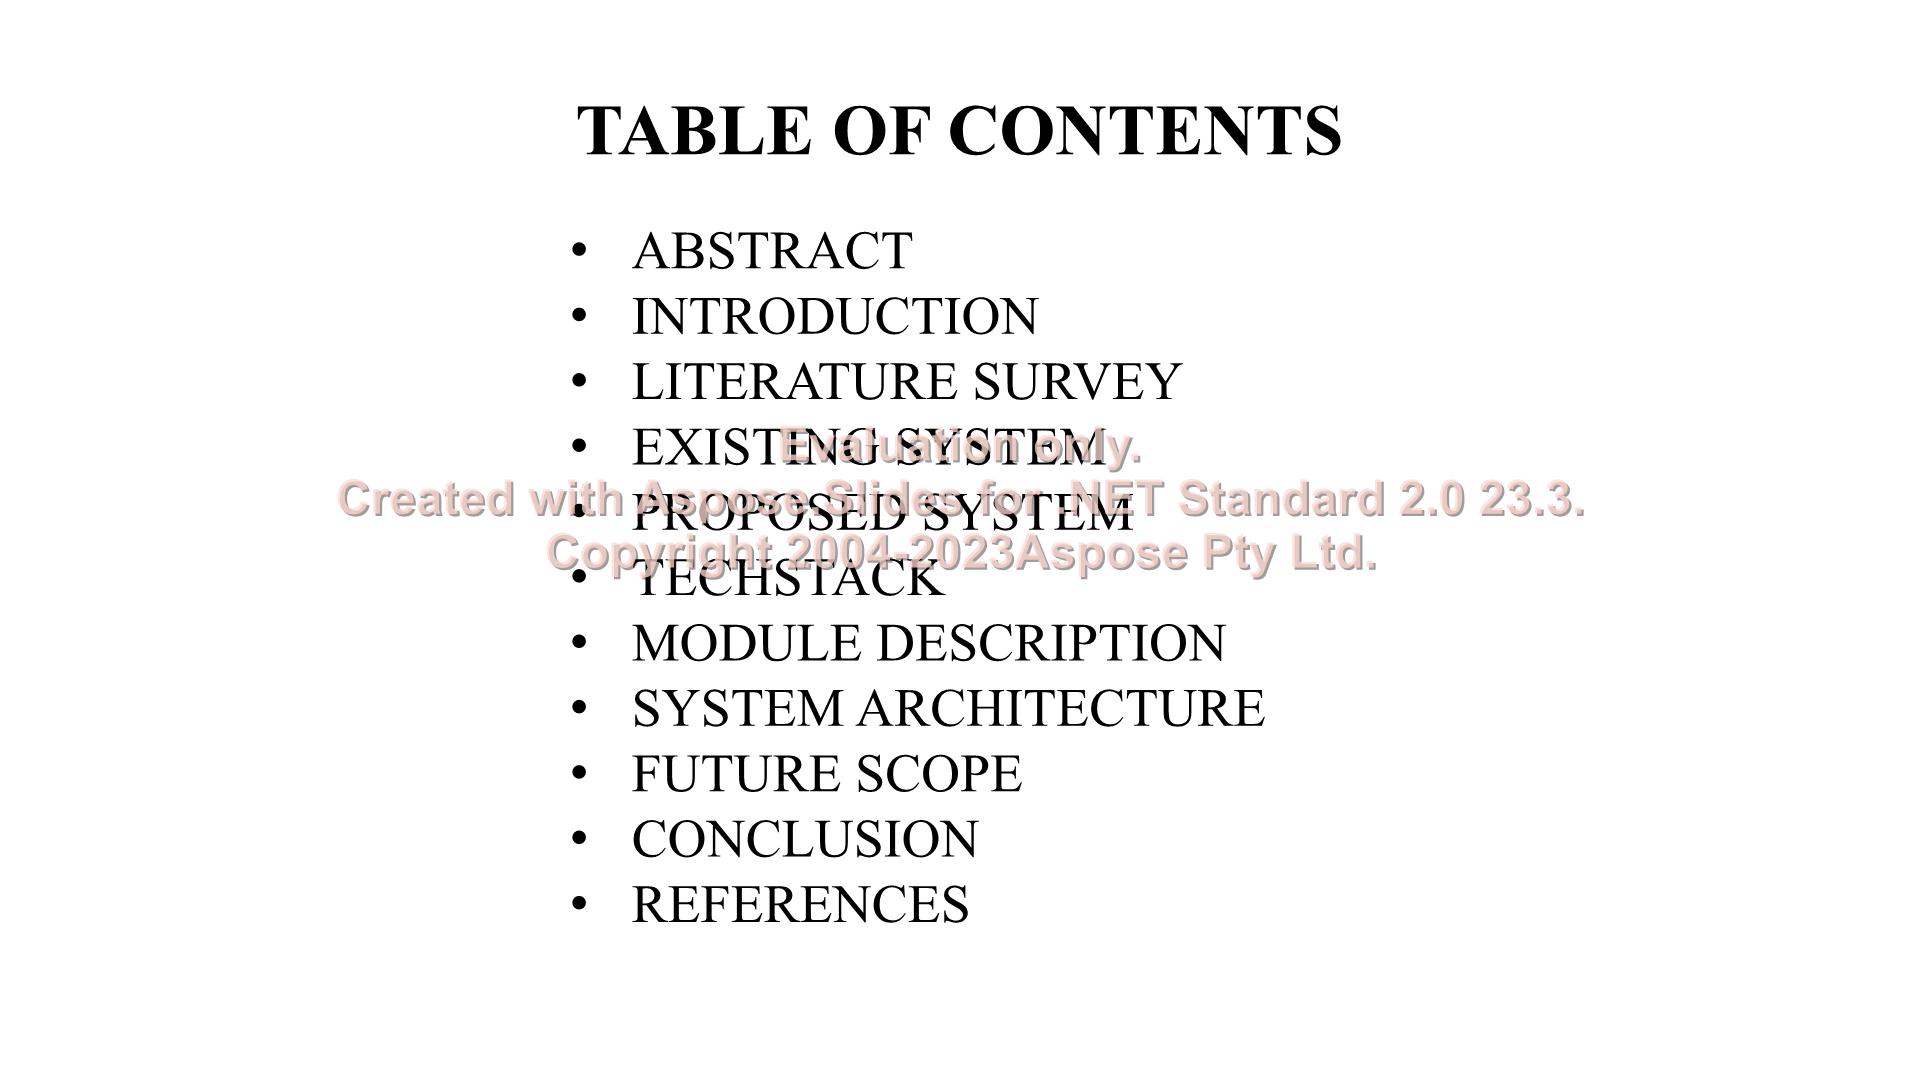 TABLE OF CONTENTS
• ABSTRACT
• INTRODUCTION
• LITERATURE SURVEY
• EXISTING SYSTEM
Evaluation only.
• PROPOSED SYSTEM
Created with Aspose.Slides for .NET Standard 2.0 23.3.
• TECHSTACK
Copyright 2004-2023Aspose Pty Ltd.
• MODULE DESCRIPTION
• SYSTEM ARCHITECTURE
• FUTURE SCOPE
• CONCLUSION
• REFERENCES